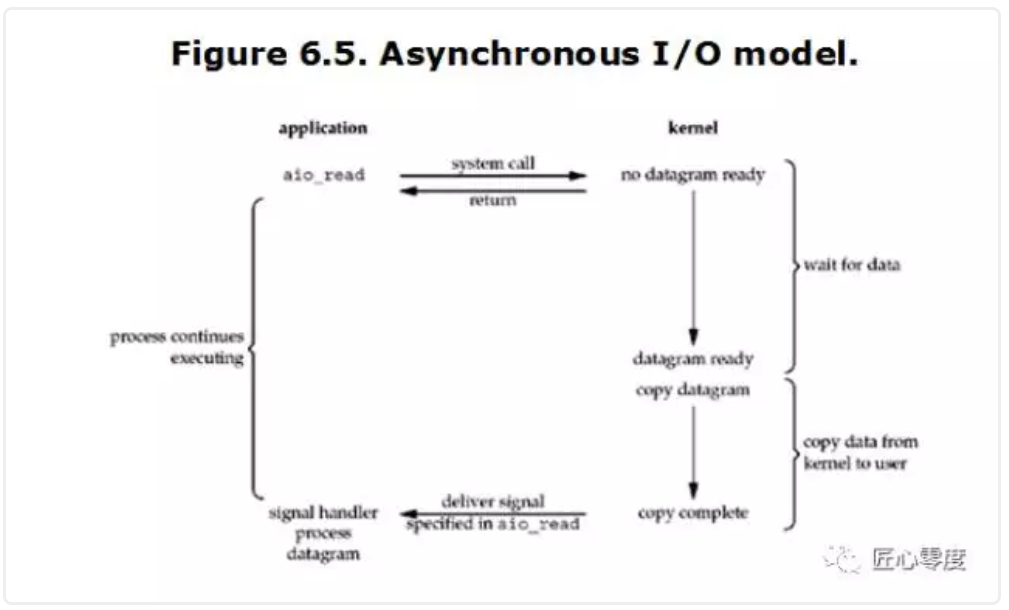 Figure 6.5. Asynchronous I/O model.
application
kernel
aio_read
system call
no datagram ready
return
wait for data
process continues
executing
datagram ready
copy datagram
copy data from
kernel to user
deliver signal
signal handler
specified in aio_read
copy complete
process
datagram
匠心零度